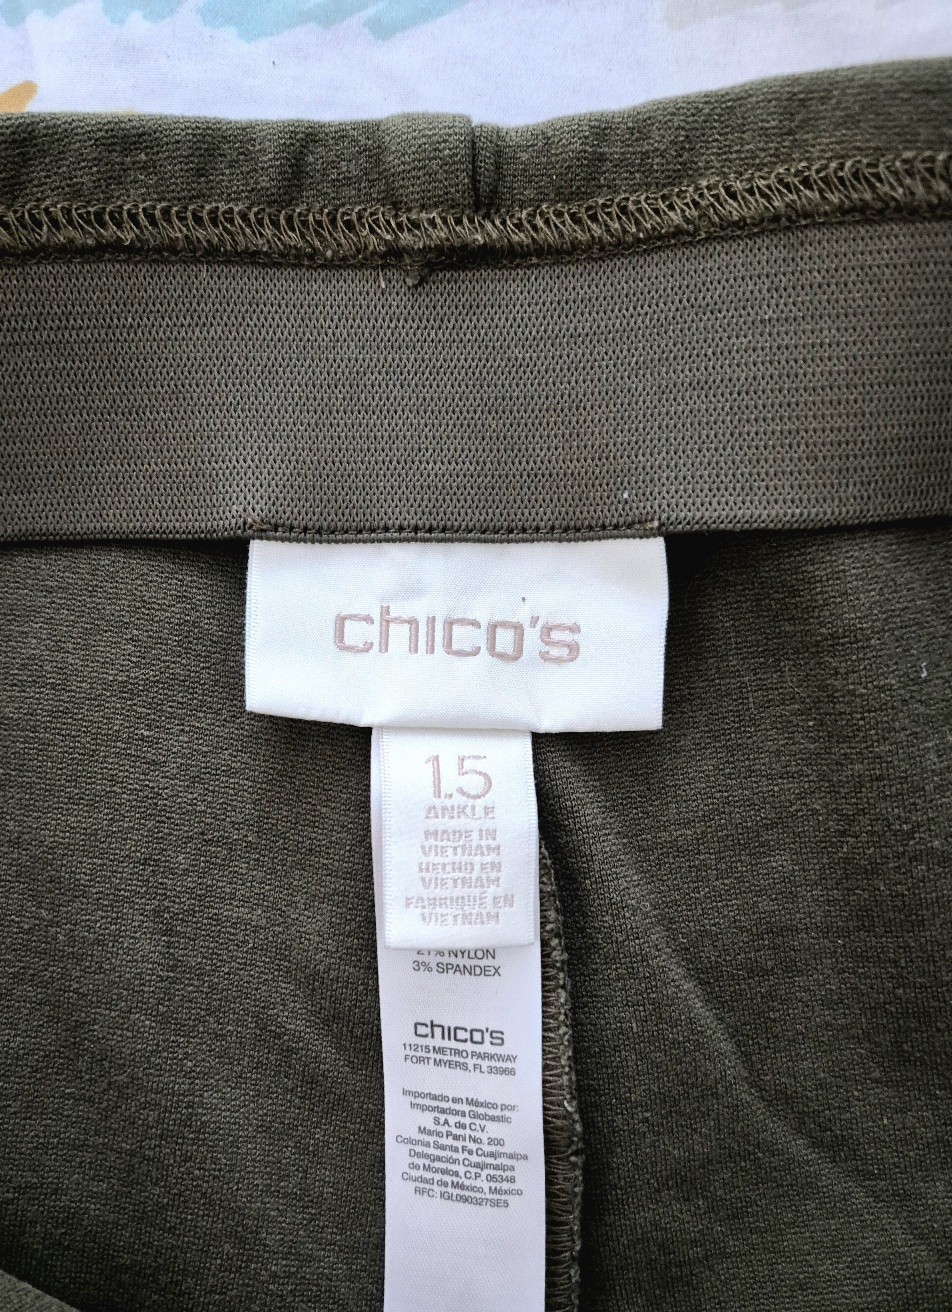 chico's
1.5
ANKLE
MADE IN
VIETNAM
HECHO EN
VIETNAM
FABRIQUÉ EN
VIETNAM
21% NYLON
3% SPANDEX
chico's
11215 METRO PARKWAY
FORT MYERS, FL 33966
Importado en México por:
Importadora Globastic
S.A. de C.V.
Mario Pani No. 200
Colonia Santa Fe Cuajimalpa
Delegación Cuajimalpa
de Morelos, C.P. 05348
Ciudad de México, México
RFC: IGL090327SE5